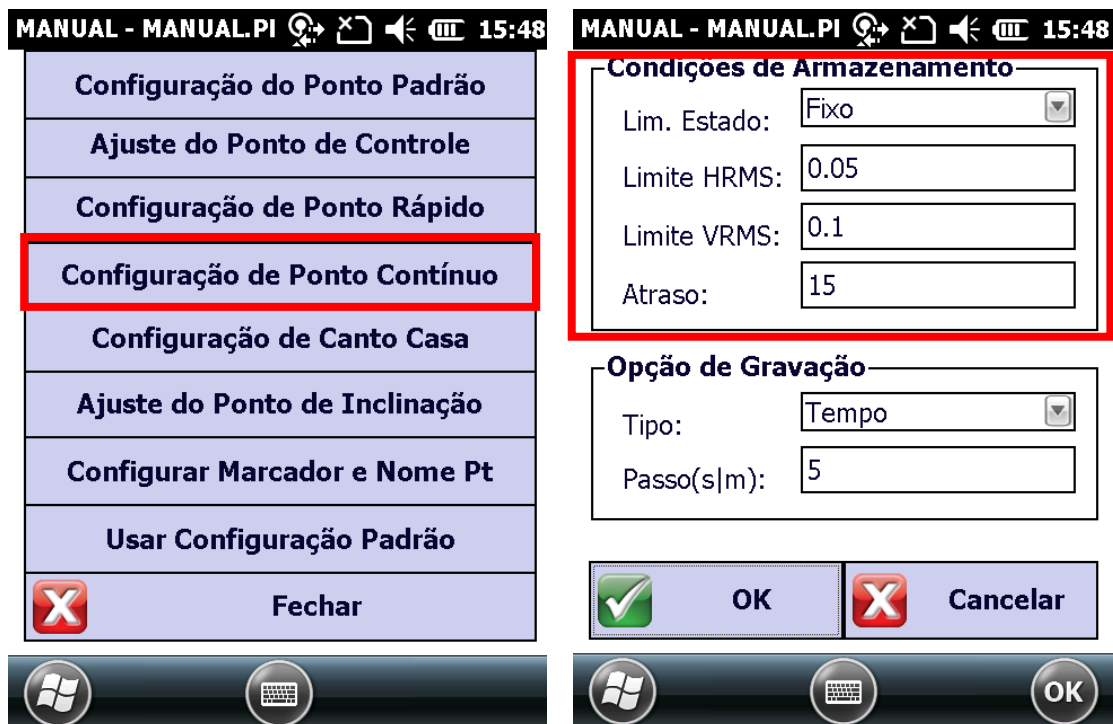 MANUAL - MANUAL.PI 15:48
Configuração do Ponto Padrão
Ajuste do Ponto de Controle
Configuração de Ponto Rápido
Configuração de Ponto Contínuo
Configuração de Canto Casa
Ajuste do Ponto de Inclinação
Configurar Marcador e Nome Pt
Usar Configuração Padrão
Fechar
MANUAL - MANUAL.PI 15:48
Condições de Armazenamento
Lim. Estado: Fixo
Limite HRMS: 0.05
Limite VRMS: 0.1
Atraso: 15
Opção de Gravação
Tipo: Tempo
Passo(s|m): 5
OK Cancelar
OK